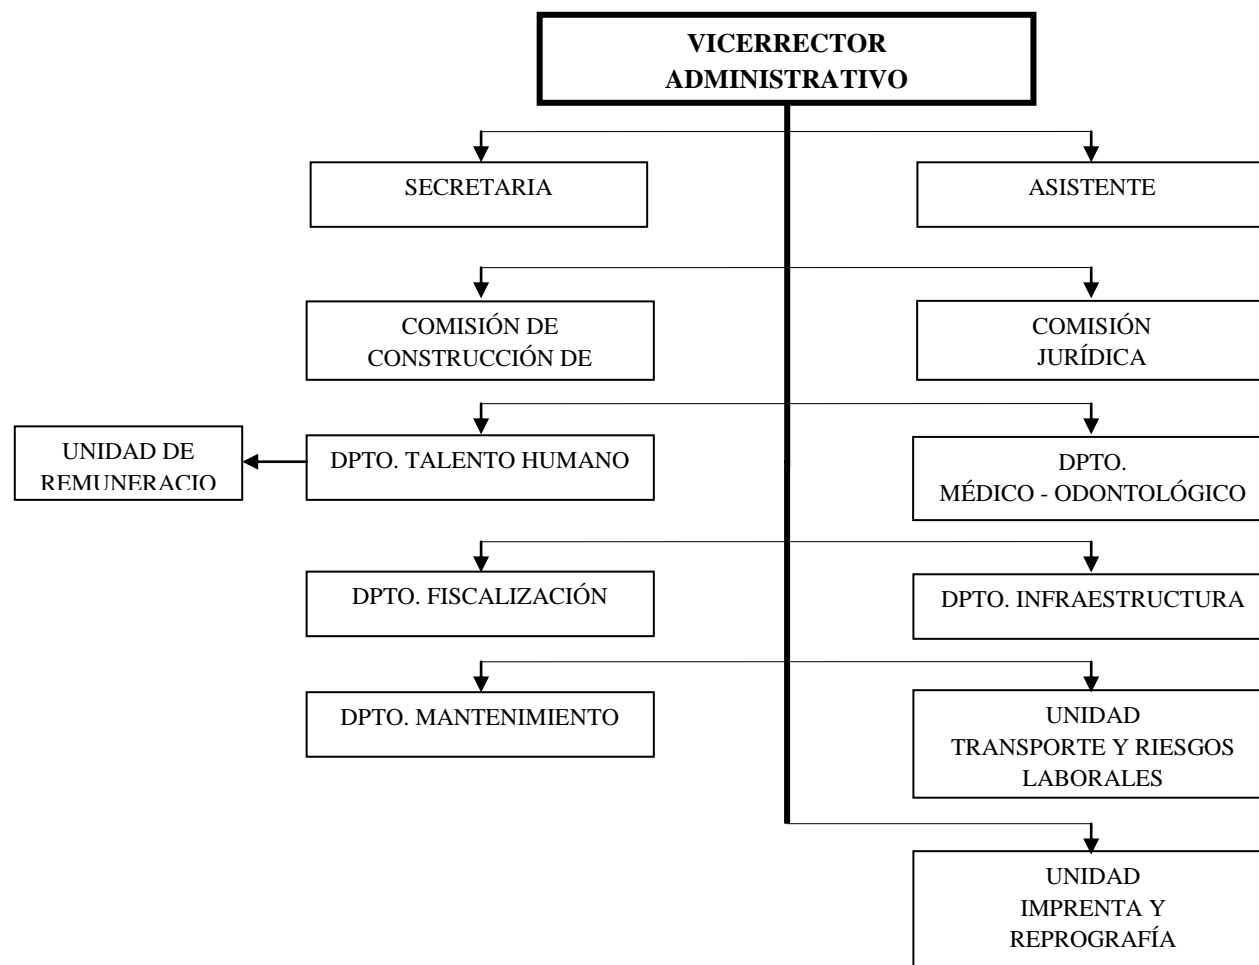 VICERRECTOR
ADMINISTRATIVO
SECRETARIA
ASISTENTE
COMISIÓN DE
CONSTRUCCIÓN DE
COMISIÓN
JURÍDICA
UNIDAD DE
REMUNERACIO
DPTO. TALENTO HUMANO
DPTO.
MÉDICO - ODONTOLÓGICO
DPTO. FISCALIZACIÓN
DPTO. INFRAESTRUCTURA
DPTO. MANTENIMIENTO
UNIDAD
TRANSPORTE Y RIESGOS
LABORALES
UNIDAD
IMPRENTA Y
REPROGRAFÍA